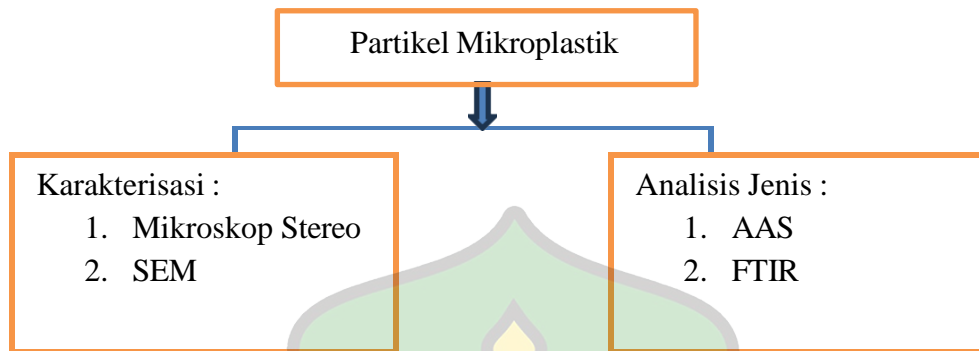 Partikel Mikroplastik
Karakterisasi :
1. Mikroskop Stereo
2. SEM
Analisis Jenis :
1. AAS
2. FTIR